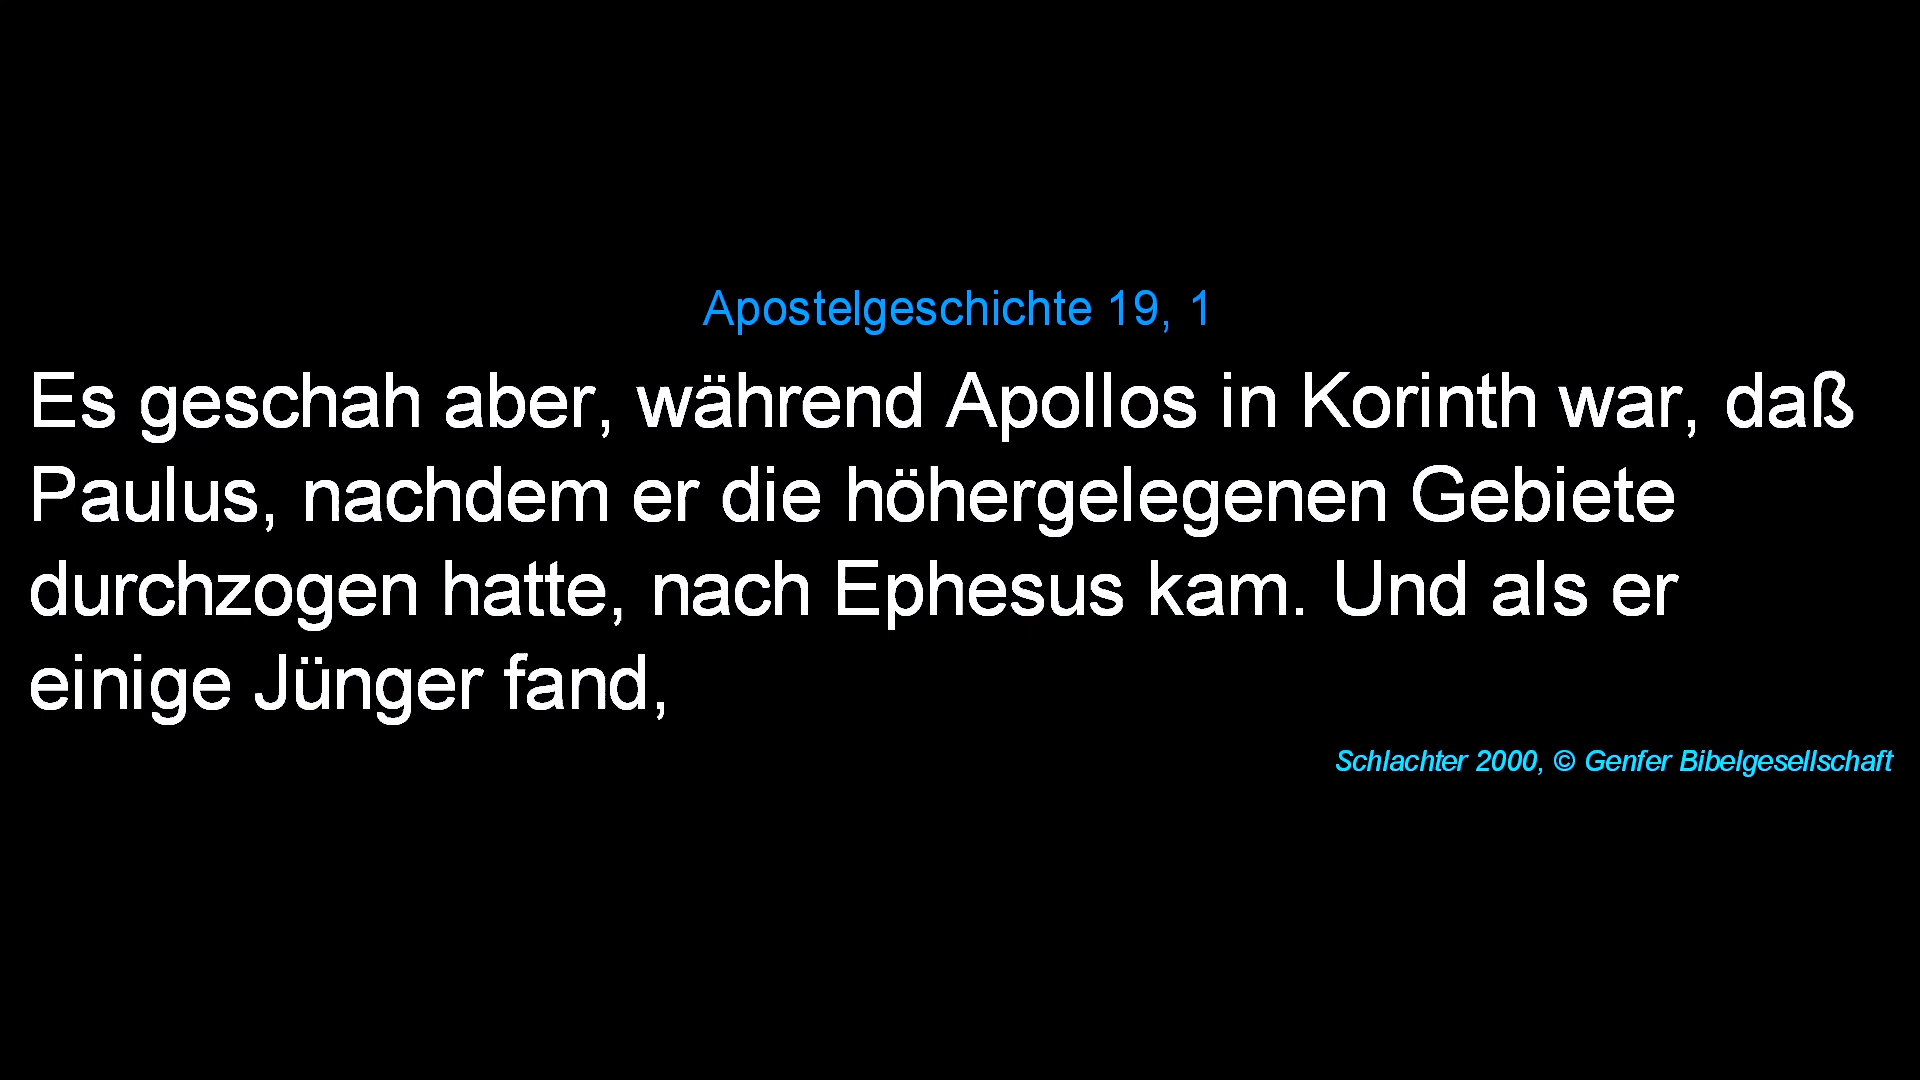 Apostelgeschichte 19, 1
Es geschah aber, während Apollos in Korinth war, daß
Paulus, nachdem er die höhergelegenen Gebiete
durchzogen hatte, nach Ephesus kam. Und als er
einige Jünger fand,
Schlachter 2000, © Genfer Bibelgesellschaft